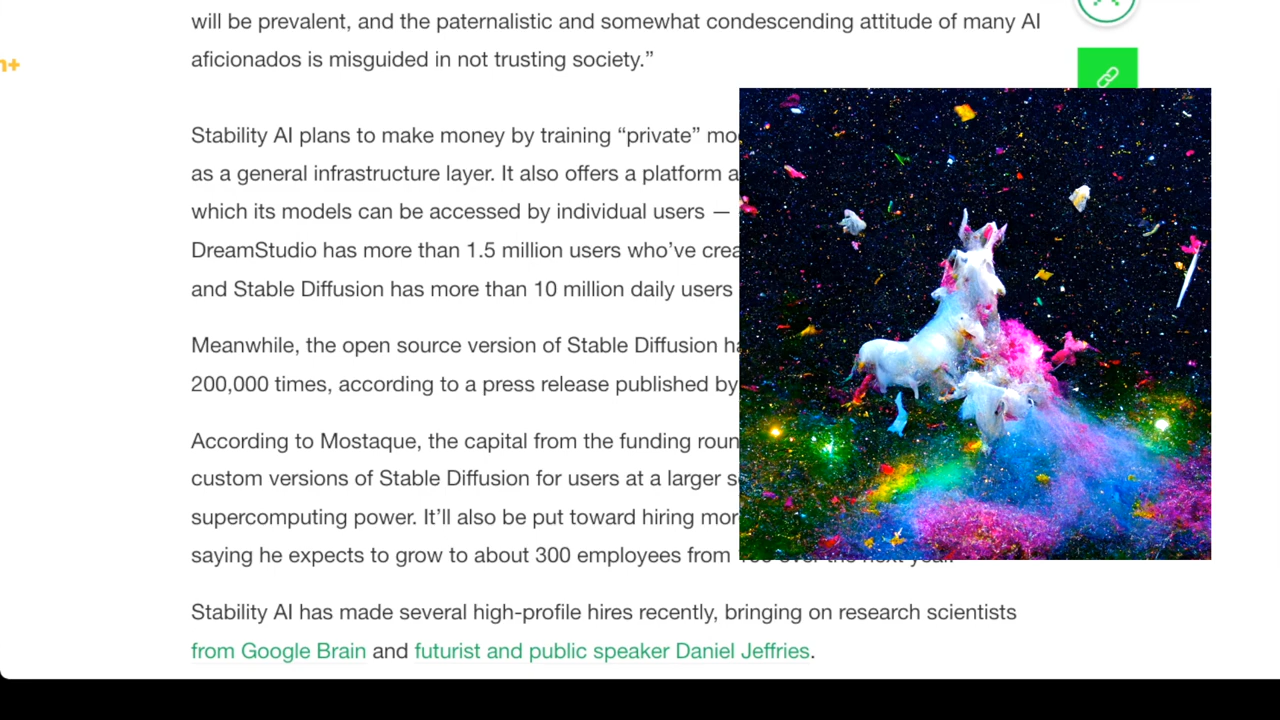 will be prevalent, and the paternalistic and somewhat condescending attitude of many AI
n+
aficionados is misguided in not trusting society.”
Stability AI plans to make money by training “private” mo
as a general infrastructure layer. It also offers a platform a
which its models can be accessed by individual users —
DreamStudio has more than 1.5 million users who’ve crea
and Stable Diffusion has more than 10 million daily users
Meanwhile, the open source version of Stable Diffusion ha
200,000 times, according to a press release published by
According to Mostaque, the capital from the funding roun
custom versions of Stable Diffusion for users at a larger s
supercomputing power. It’ll also be put toward hiring mor
saying he expects to grow to about 300 employees from
Stability AI has made several high-profile hires recently, bringing on research scientists
from Google Brain and futurist and public speaker Daniel Jeffries.